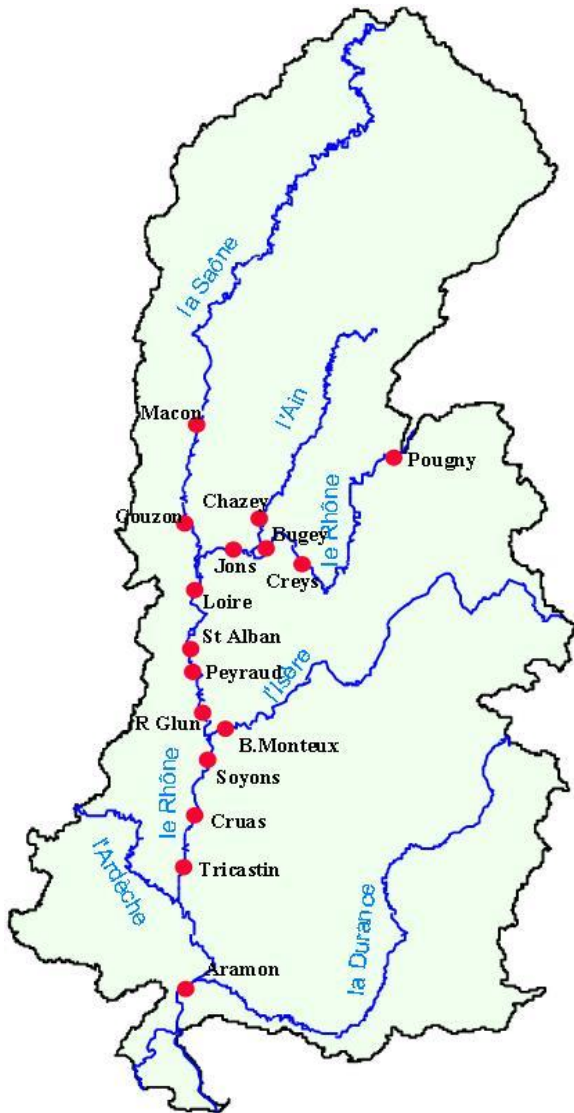 la Saône
Macon
l'Ain
Pougny
Chazey
Gouzon
Bugey
le Rhône
Jons
Creys
Loire
St Alban
Peyraud
l'Isère
R Glun
B.Monteux
Soyons
le Rhône
Cruas
Tricastin
l'Ardèche
la Durance
Aramon